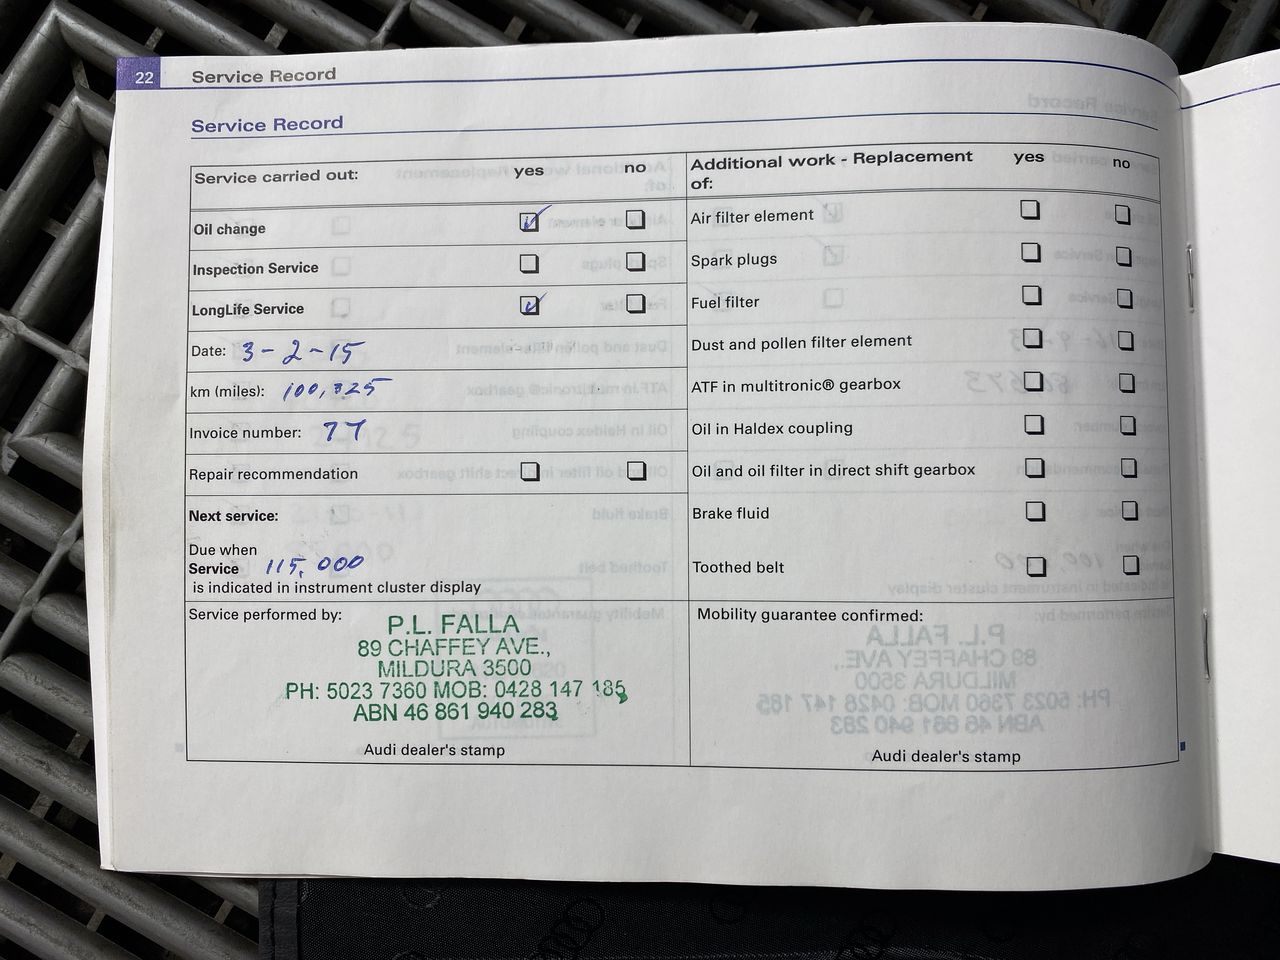 22 Service Record
Service Record
Service carried out: yes no
Oil change
Inspection Service
LongLife Service
Date: 3-2-15
km (miles): 100,325
Invoice number: 77
Repair recommendation
Next service:
Due when
Service 115,000
is indicated in instrument cluster display
Service performed by:
P.L. FALLA
89 CHAFFEY AVE.,
MILDURA 3500
PH: 5023 7360 MOB: 0428 147 185
ABN 46 861 940 283
Audi dealer's stamp
Additional work - Replacement yes no
of:
Air filter element
Spark plugs
Fuel filter
Dust and pollen filter element
ATF in multitronic® gearbox
Oil in Haldex coupling
Oil and oil filter in direct shift gearbox
Brake fluid
Toothed belt
Mobility guarantee confirmed:
Audi dealer's stamp